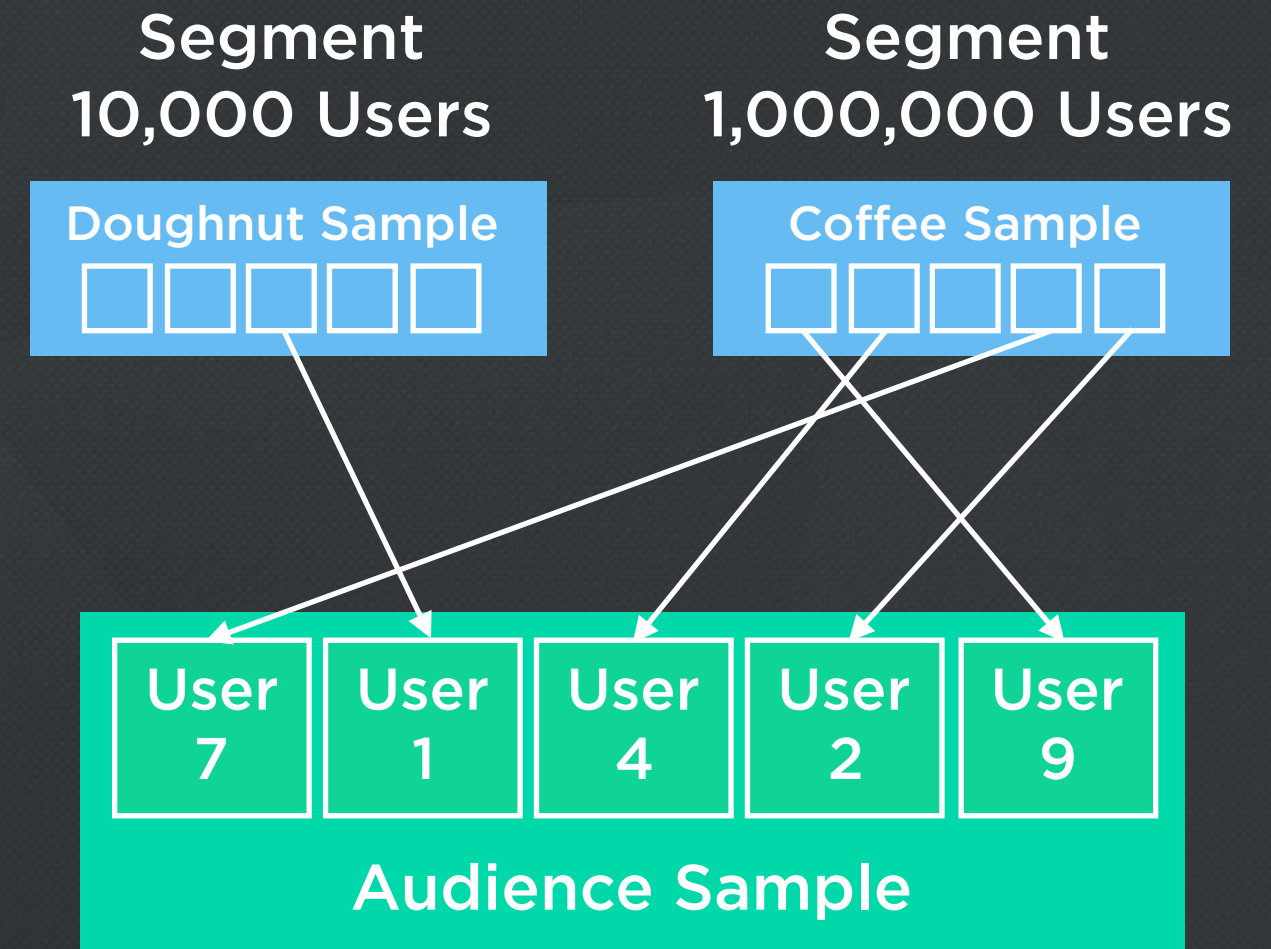 Segment
10,000 Users
Segment
1,000,000 Users
Doughnut Sample
Coffee Sample
User
7
User
1
User
4
User
2
User
9
Audience Sample